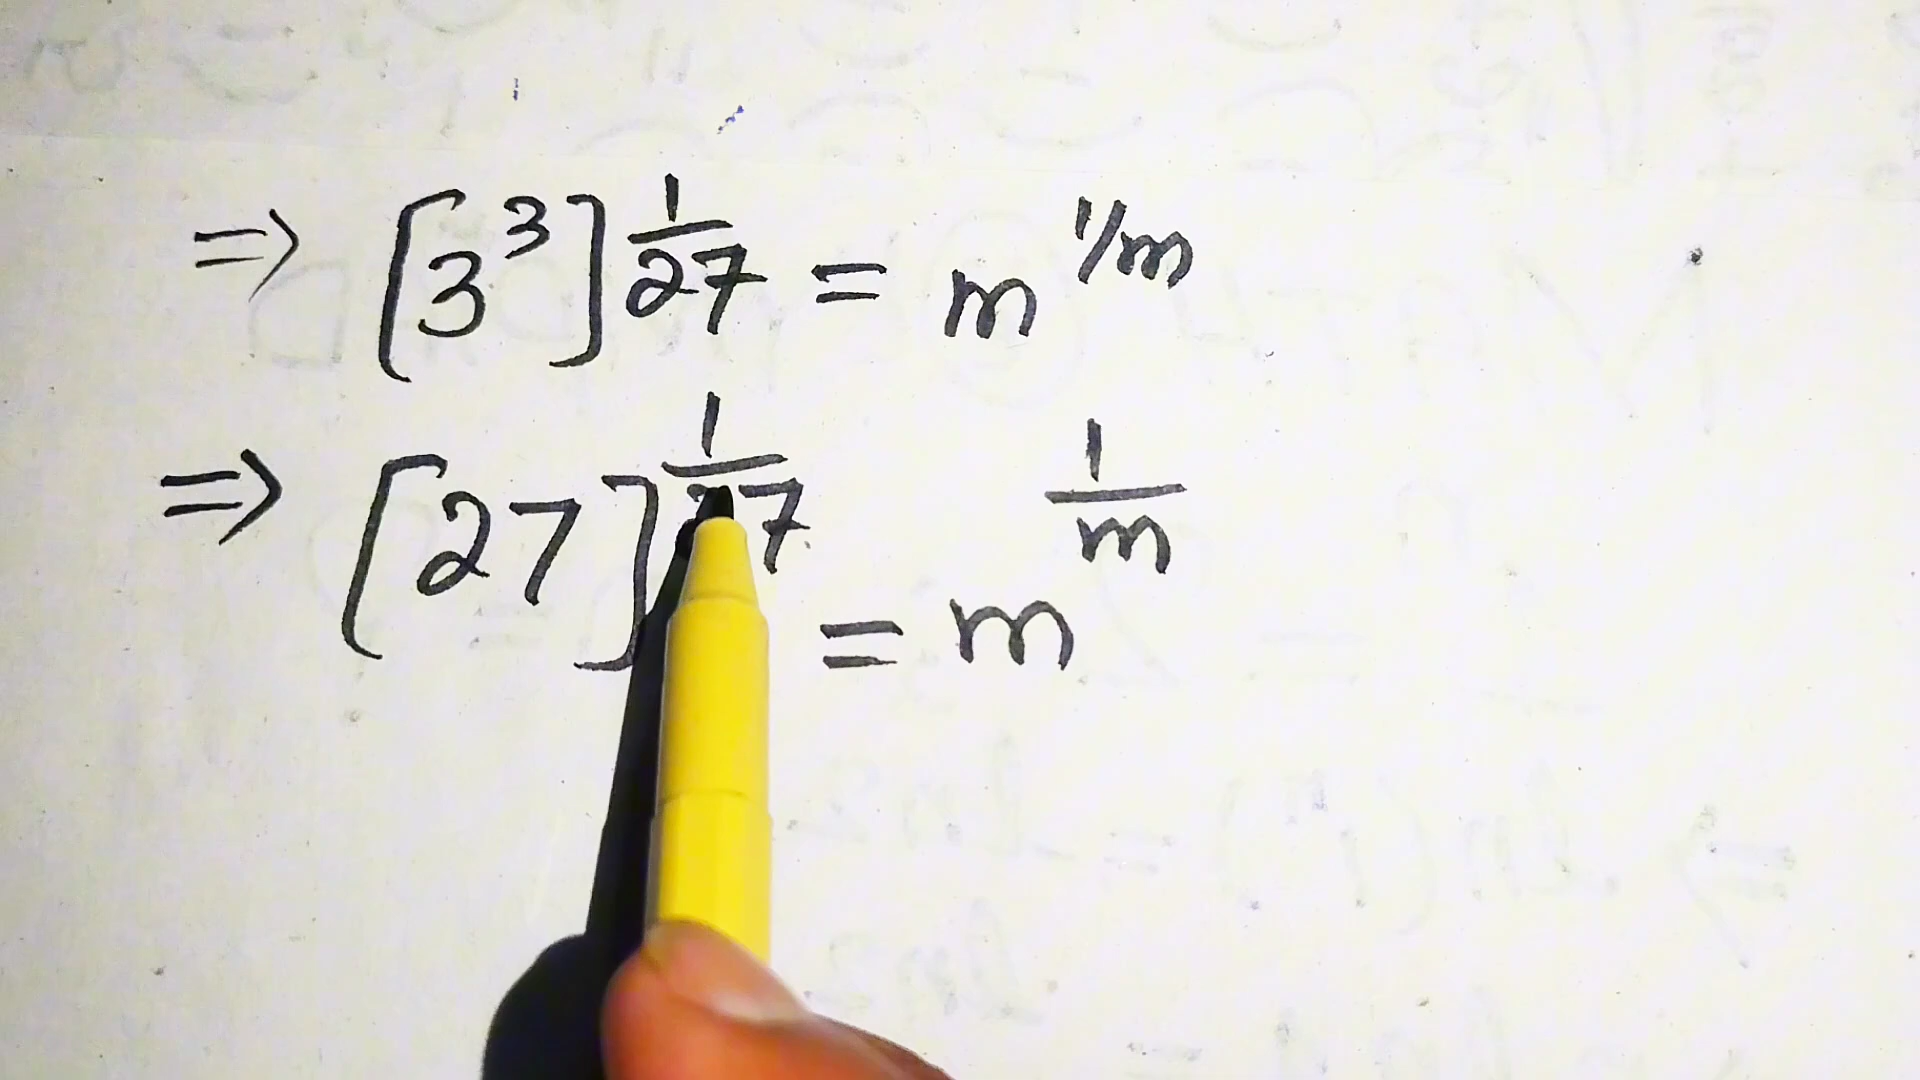 ⇒ [3³]^(1/27) = m^(1/m)
⇒ [27]^(1/27) = m^(1/m)